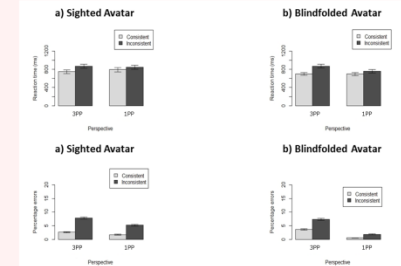 a) Sighted Avatar
b) Blindfolded Avatar
Consistent
Inconsistent
Consistent
Inconsistent
Reaction time (ms)
0 400 800 1200
Reaction time (ms)
0 400 800 1200
3PP 1PP
3PP 1PP
Perspective
Perspective
a) Sighted Avatar
b) Blindfolded Avatar
Consistent
Inconsistent
Consistent
Inconsistent
Percentage errors
0 5 10 15 20
Percentage errors
0 5 10 15 20
3PP 1PP
3PP 1PP
Perspective
Perspective